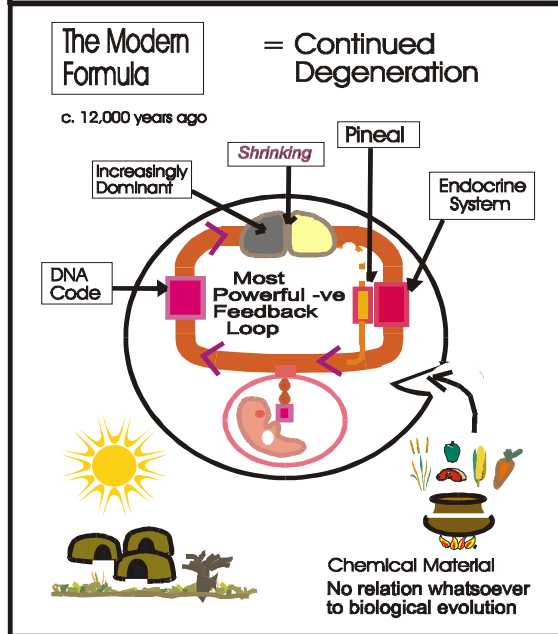 The Modern
Formula
= Continued
Degeneration
c. 12,000 years ago
Pineal
Shrinking
Increasingly
Dominant
Endocrine
System
DNA
Code
Most
Powerful -ve
Feedback
Loop
Chemical Material
No relation whatsoever
to biological evolution